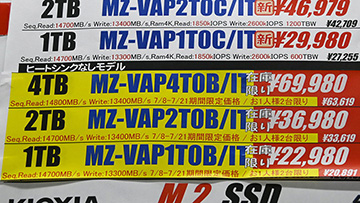 2TB MZ-VAP2T0C/IT 新 ¥46,979
Seq.Read:14700MB/s Write:13400MB/s,Ram4K.Read:1850kIOPS Write:2600kIOPS 1200TBW ¥42,709
1TB MZ-VAP1T0C/IT 新 ¥29,980
Seq.Read:14700MB/s Write:13300MB/s,Ram4K.Read:1850kIOPS Write:2600kIOPS 600TBW ¥27,255
ヒートシンクなしモデル
4TB MZ-VAP4T0B/IT 在庫限り ¥69,980
Seq.Read:14800MB/s Write:13400MB/s 7/8~7/21期間限定価格/お1人様2台限り ¥63,619
2TB MZ-VAP2T0B/IT 在庫限り ¥36,980
Seq.Read:14700MB/s Write:13400MB/s 7/8~7/21期間限定価格/お1人様2台限り ¥33,619
1TB MZ-VAP1T0B/IT 在庫限り ¥22,980
Seq.Read:14700MB/s Write:13300MB/s 7/8~7/21期間限定価格/お1人様2台限り ¥20,891
KIOXIA M.2 SSD